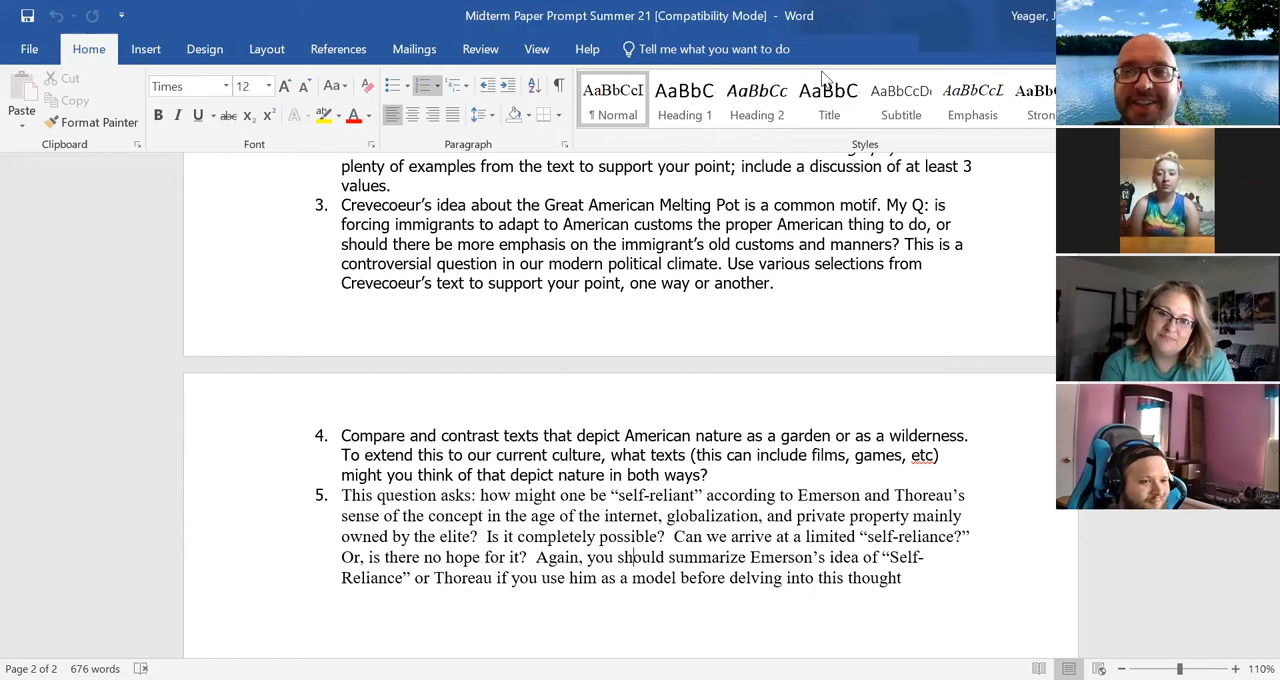 Midterm Paper Prompt Summer 21 [Compatibility Mode] - Word
Yeager, J
File Home Insert Design Layout References Mailings Review View Help Tell me what you want to do
Cut
Copy
Format Painter
Paste
Times 12
AaBbCcI AaBbC AaBbCc AaBbC AaBbCcD AaBbCcL AaBbC
¶ Normal Heading 1 Heading 2 Title Subtitle Emphasis Stron
Clipboard Font Paragraph Styles
plenty of examples from the text to support your point; include a discussion of at least 3
values.
3. Crevecoeur’s idea about the Great American Melting Pot is a common motif. My Q: is
forcing immigrants to adapt to American customs the proper American thing to do, or
should there be more emphasis on the immigrant’s old customs and manners? This is a
controversial question in our modern political climate. Use various selections from
Crevecoeur’s text to support your point, one way or another.
4. Compare and contrast texts that depict American nature as a garden or as a wilderness.
To extend this to our current culture, what texts (this can include films, games, etc)
might you think of that depict nature in both ways?
5. This question asks: how might one be “self-reliant” according to Emerson and Thoreau’s
sense of the concept in the age of the internet, globalization, and private property mainly
owned by the elite? Is it completely possible? Can we arrive at a limited “self-reliance?”
Or, is there no hope for it? Again, you should summarize Emerson’s idea of “Self-
Reliance” or Thoreau if you use him as a model before delving into this thought
Page 2 of 2 676 words
110%